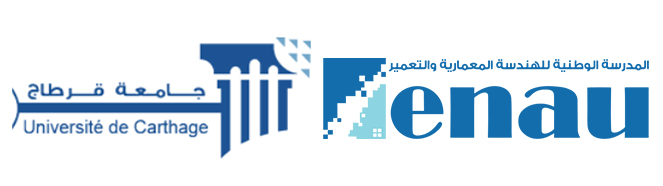 جامعة قرطاج
Université de Carthage
المدرسة الوطنية للهندسة المعمارية والتعمير
enau